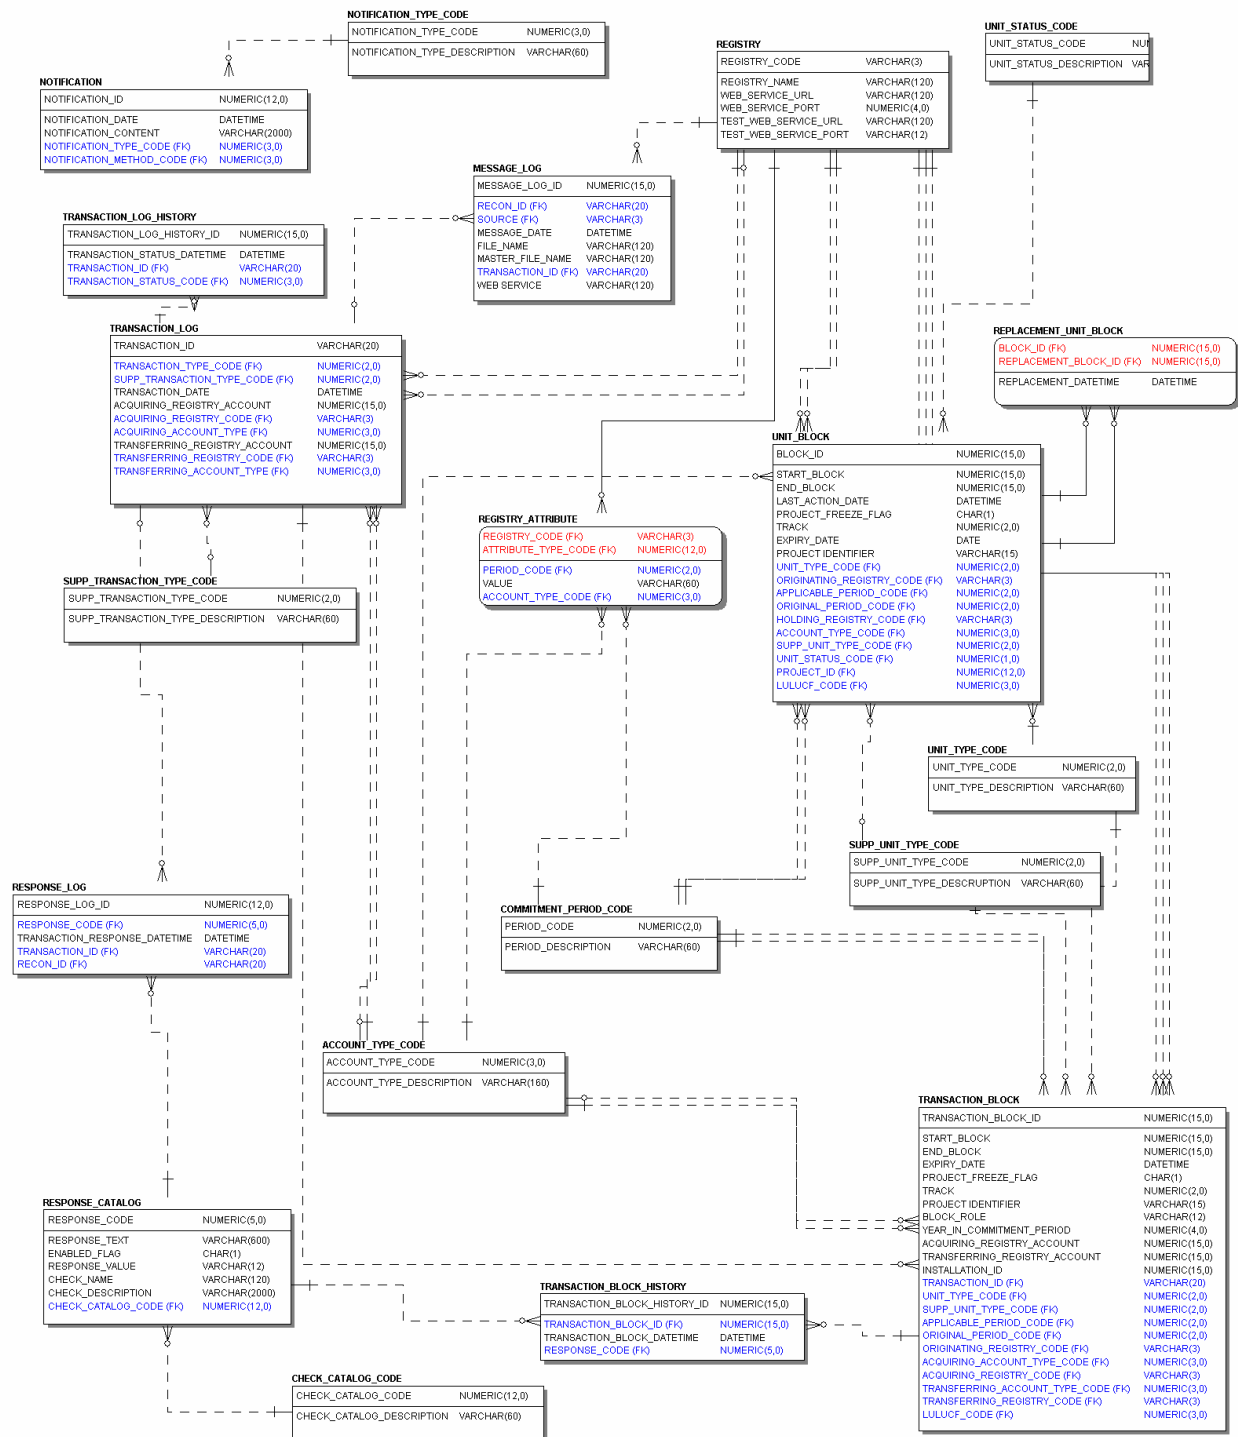 NOTIFICATION_TYPE_CODE
NOTIFICATION_TYPE_CODE NUMERIC(3,0)
NOTIFICATION_TYPE_DESCRIPTION VARCHAR(60)
UNIT_STATUS_CODE
UNIT_STATUS_CODE NUM
UNIT_STATUS_DESCRIPTION VAR
REGISTRY
REGISTRY_CODE VARCHAR(3)
REGISTRY_NAME VARCHAR(120)
WEB_SERVICE_URL VARCHAR(120)
WEB_SERVICE_PORT NUMERIC(4,0)
TEST_WEB_SERVICE_URL VARCHAR(120)
TEST_WEB_SERVICE_PORT VARCHAR(12)
NOTIFICATION
NOTIFICATION_ID NUMERIC(12,0)
NOTIFICATION_DATE DATETIME
NOTIFICATION_CONTENT VARCHAR(2000)
NOTIFICATION_TYPE_CODE (FK) NUMERIC(3,0)
NOTIFICATION_METHOD_CODE (FK) NUMERIC(3,0)
MESSAGE_LOG
MESSAGE_LOG_ID NUMERIC(15,0)
RECON_ID (FK) VARCHAR(20)
SOURCE (FK) VARCHAR(3)
MESSAGE_DATE DATETIME
FILE_NAME VARCHAR(120)
MASTER_FILE_NAME VARCHAR(120)
TRANSACTION_ID (FK) VARCHAR(20)
WEB SERVICE VARCHAR(120)
TRANSACTION_LOG_HISTORY
TRANSACTION_LOG_HISTORY_ID NUMERIC(15,0)
TRANSACTION_STATUS_DATETIME DATETIME
TRANSACTION_ID (FK) VARCHAR(20)
TRANSACTION_STATUS_CODE (FK) NUMERIC(3,0)
TRANSACTION_LOG
TRANSACTION_ID VARCHAR(20)
TRANSACTION_TYPE_CODE (FK) NUMERIC(2,0)
SUPP_TRANSACTION_TYPE_CODE (FK) NUMERIC(2,0)
TRANSACTION_DATE DATETIME
ACQUIRING_REGISTRY_ACCOUNT NUMERIC(15,0)
ACQUIRING_REGISTRY_CODE (FK) VARCHAR(3)
ACQUIRING_ACCOUNT_TYPE (FK) NUMERIC(3,0)
TRANSFERRING_REGISTRY_ACCOUNT NUMERIC(15,0)
TRANSFERRING_REGISTRY_CODE (FK) VARCHAR(3)
TRANSFERRING_ACCOUNT_TYPE (FK) NUMERIC(3,0)
REPLACEMENT_UNIT_BLOCK
BLOCK_ID (FK) NUMERIC(15,0)
REPLACEMENT_BLOCK_ID (FK) NUMERIC(15,0)
REPLACEMENT_DATETIME DATETIME
UNIT_BLOCK
BLOCK_ID NUMERIC(15,0)
START_BLOCK NUMERIC(15,0)
END_BLOCK NUMERIC(15,0)
LAST_ACTION_DATE DATETIME
PROJECT_FREEZE_FLAG CHAR(1)
TRACK NUMERIC(2,0)
EXPIRY_DATE DATE
PROJECT IDENTIFIER VARCHAR(15)
UNIT_TYPE_CODE (FK) NUMERIC(2,0)
ORIGINATING_REGISTRY_CODE (FK) VARCHAR(3)
APPLICABLE_PERIOD_CODE (FK) NUMERIC(2,0)
ORIGINAL_PERIOD_CODE (FK) NUMERIC(2,0)
HOLDING_REGISTRY_CODE (FK) VARCHAR(3)
ACCOUNT_TYPE_CODE (FK) NUMERIC(3,0)
SUPP_UNIT_TYPE_CODE (FK) NUMERIC(2,0)
UNIT_STATUS_CODE (FK) NUMERIC(1,0)
PROJECT_ID (FK) NUMERIC(12,0)
LULUCF_CODE (FK) NUMERIC(3,0)
REGISTRY_ATTRIBUTE
REGISTRY_CODE (FK) VARCHAR(3)
ATTRIBUTE_TYPE_CODE (FK) NUMERIC(12,0)
PERIOD_CODE (FK) NUMERIC(2,0)
VALUE VARCHAR(60)
ACCOUNT_TYPE_CODE (FK) NUMERIC(3,0)
SUPP_TRANSACTION_TYPE_CODE
SUPP_TRANSACTION_TYPE_CODE NUMERIC(2,0)
SUPP_TRANSACTION_TYPE_DESCRIPTION VARCHAR(60)
UNIT_TYPE_CODE
UNIT_TYPE_CODE NUMERIC(2,0)
UNIT_TYPE_DESCRIPTION VARCHAR(60)
SUPP_UNIT_TYPE_CODE
SUPP_UNIT_TYPE_CODE NUMERIC(2,0)
SUPP_UNIT_TYPE_DESCRUPTION VARCHAR(60)
RESPONSE_LOG
RESPONSE_LOG_ID NUMERIC(12,0)
RESPONSE_CODE (FK) NUMERIC(5,0)
TRANSACTION_RESPONSE_DATETIME DATETIME
TRANSACTION_ID (FK) VARCHAR(20)
RECON_ID (FK) VARCHAR(20)
COMMITMENT_PERIOD_CODE
PERIOD_CODE NUMERIC(2,0)
PERIOD_DESCRIPTION VARCHAR(60)
ACCOUNT_TYPE_CODE
ACCOUNT_TYPE_CODE NUMERIC(3,0)
ACCOUNT_TYPE_DESCRIPTION VARCHAR(160)
TRANSACTION_BLOCK
TRANSACTION_BLOCK_ID NUMERIC(15,0)
START_BLOCK NUMERIC(15,0)
END_BLOCK NUMERIC(15,0)
EXPIRY_DATE DATETIME
PROJECT_FREEZE_FLAG CHAR(1)
TRACK NUMERIC(2,0)
PROJECT IDENTIFIER VARCHAR(15)
BLOCK_ROLE VARCHAR(12)
YEAR_IN_COMMITMENT_PERIOD NUMERIC(4,0)
ACQUIRING_REGISTRY_ACCOUNT NUMERIC(15,0)
TRANSFERRING_REGISTRY_ACCOUNT NUMERIC(15,0)
INSTALLATION_ID NUMERIC(15,0)
TRANSACTION_ID (FK) VARCHAR(20)
UNIT_TYPE_CODE (FK) NUMERIC(2,0)
SUPP_UNIT_TYPE_CODE (FK) NUMERIC(2,0)
APPLICABLE_PERIOD_CODE (FK) NUMERIC(2,0)
ORIGINAL_PERIOD_CODE (FK) NUMERIC(2,0)
ORIGINATING_REGISTRY_CODE (FK) VARCHAR(3)
ACQUIRING_ACCOUNT_TYPE_CODE (FK) NUMERIC(3,0)
ACQUIRING_REGISTRY_CODE (FK) VARCHAR(3)
TRANSFERRING_ACCOUNT_TYPE_CODE (FK) NUMERIC(3,0)
TRANSFERRING_REGISTRY_CODE (FK) VARCHAR(3)
LULUCF_CODE (FK) NUMERIC(3,0)
RESPONSE_CATALOG
RESPONSE_CODE NUMERIC(5,0)
RESPONSE_TEXT VARCHAR(600)
ENABLED_FLAG CHAR(1)
RESPONSE_VALUE VARCHAR(12)
CHECK_NAME VARCHAR(120)
CHECK_DESCRIPTION VARCHAR(2000)
CHECK_CATALOG_CODE (FK) NUMERIC(12,0)
TRANSACTION_BLOCK_HISTORY
TRANSACTION_BLOCK_HISTORY_ID NUMERIC(15,0)
TRANSACTION_BLOCK_ID (FK) NUMERIC(15,0)
TRANSACTION_BLOCK_DATETIME DATETIME
RESPONSE_CODE (FK) NUMERIC(5,0)
CHECK_CATALOG_CODE
CHECK_CATALOG_CODE NUMERIC(12,0)
CHECK_CATALOG_DESCRIPTION VARCHAR(60)